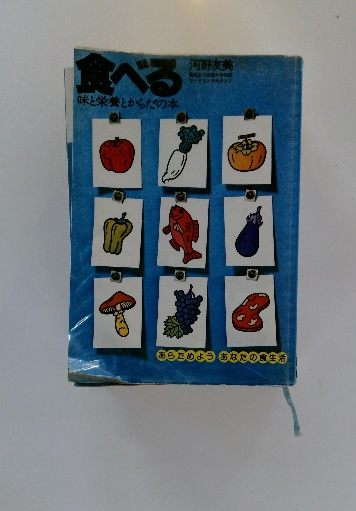 食べる
河野友美
味と栄養とからだの本
あらためよう あなたの食生活